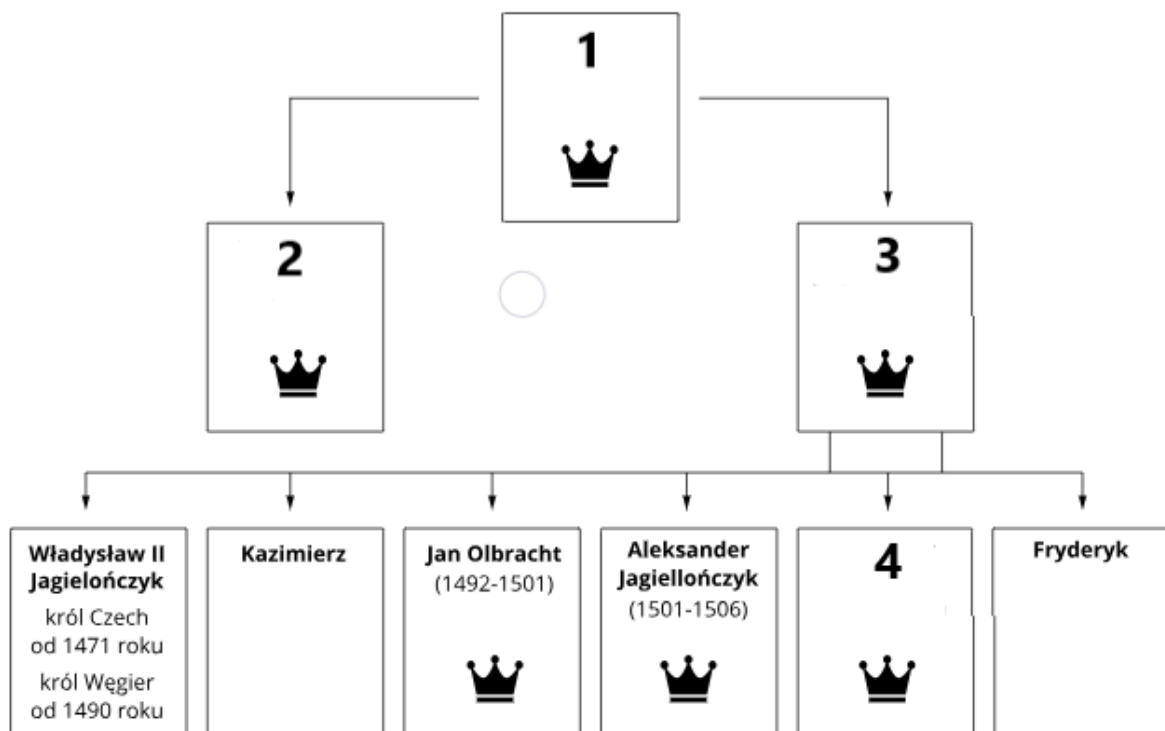 1
2
3
Władysław II
Jagielończyk
król Czech
od 1471 roku
król Węgier
od 1490 roku
Kazimierz
Jan Olbracht
(1492-1501)
Aleksander
Jagiellończyk
(1501-1506)
4
Fryderyk